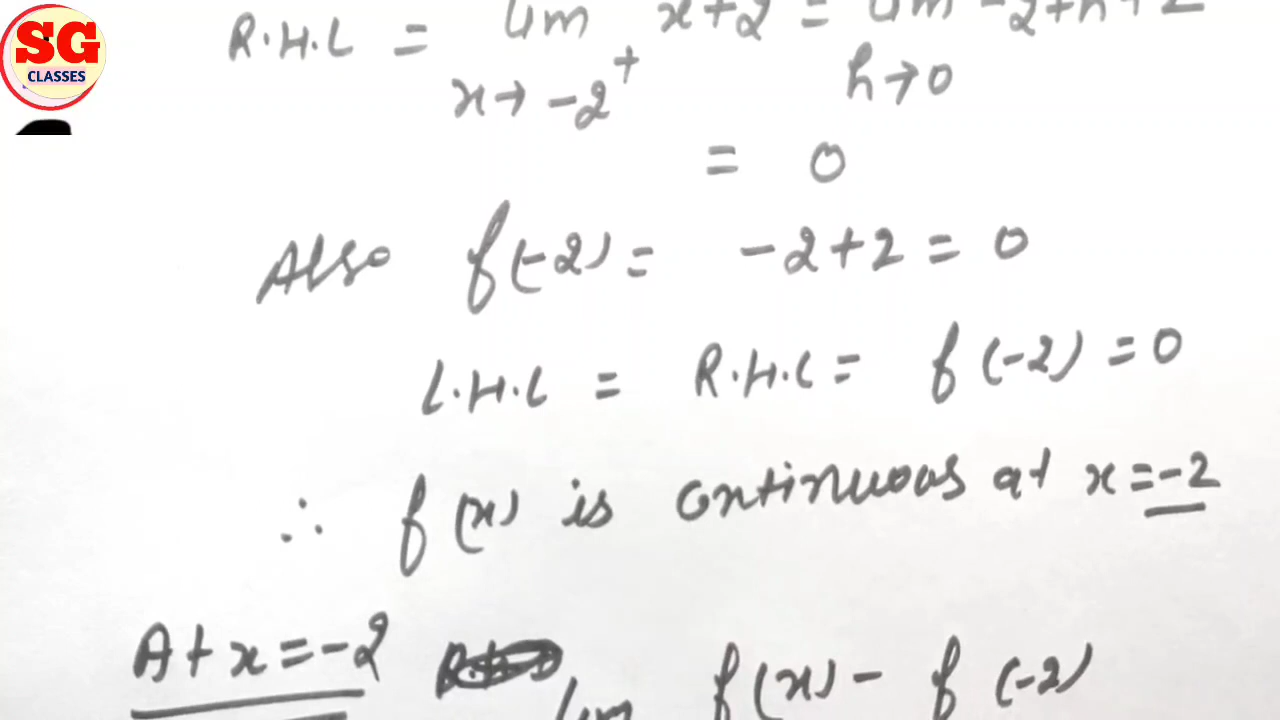 SG
CLASSES
R.H.L = lim x+2 = lim -2+h+2
x→-2⁺ h→0
= 0
Also f(-2) = -2+2 = 0
L.H.L = R.H.L = f(-2) = 0
∴ f(x) is continuous at x=-2
At x=-2
lim f(x) - f(-2)